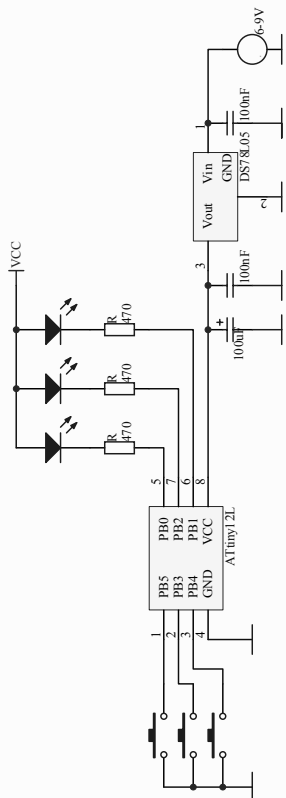 VCC
R
470
R
470
R
470
6-9V
100nF
1
Vin
GND
Vout
DS78L05
2
3
100nF
+
100uF
5
7
6
8
PB0
PB2
PB1
VCC
PB5
PB3
PB4
GND
ATtiny12L
1
2
3
4